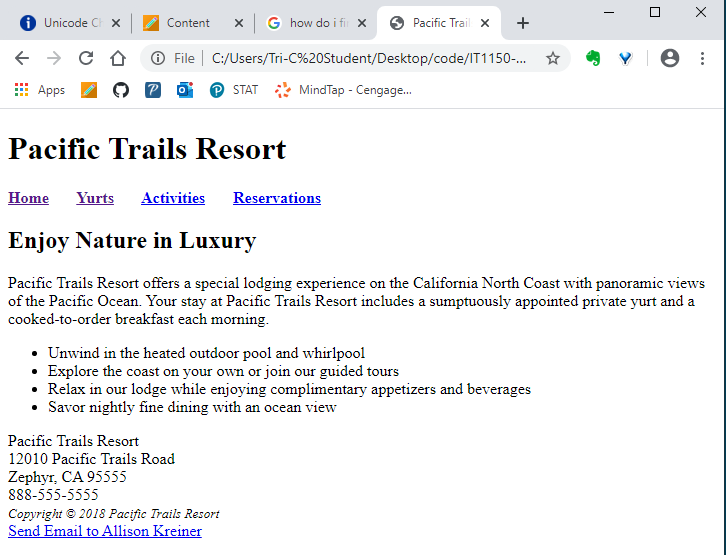 Unicode Ch
Content
how do i fi
Pacific Trail
File
C:/Users/Tri-C%20Student/Desktop/code/IT1150-...
Apps
STAT
MindTap - Cengage...
Pacific Trails Resort
Home Yurts Activities Reservations
Enjoy Nature in Luxury
Pacific Trails Resort offers a special lodging experience on the California North Coast with panoramic views
of the Pacific Ocean. Your stay at Pacific Trails Resort includes a sumptuously appointed private yurt and a
cooked-to-order breakfast each morning.
• Unwind in the heated outdoor pool and whirlpool
• Explore the coast on your own or join our guided tours
• Relax in our lodge while enjoying complimentary appetizers and beverages
• Savor nightly fine dining with an ocean view
Pacific Trails Resort
12010 Pacific Trails Road
Zephyr, CA 95555
888-555-5555
Copyright © 2018 Pacific Trails Resort
Send Email to Allison Kreiner